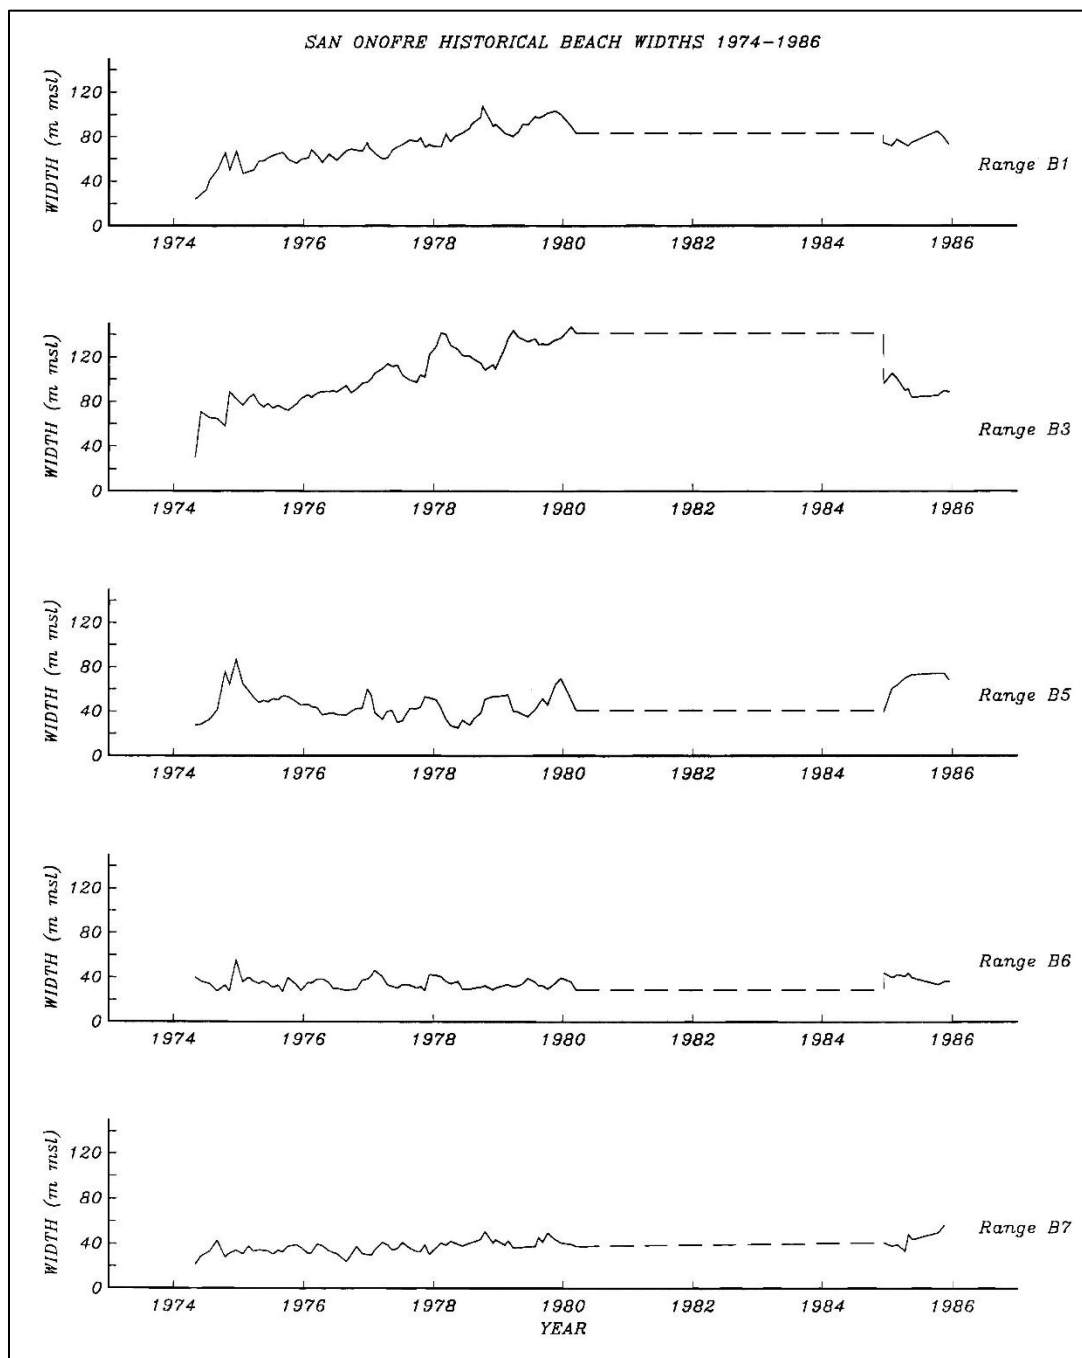 SAN ONOFRE HISTORICAL BEACH WIDTHS 1974-1986
WIDTH (m msl)
120
80
40
0
1974 1976 1978 1980 1982 1984 1986
Range B1
WIDTH (m msl)
120
80
40
0
1974 1976 1978 1980 1982 1984 1986
Range B3
WIDTH (m msl)
120
80
40
0
1974 1976 1978 1980 1982 1984 1986
Range B5
WIDTH (m msl)
120
80
40
0
1974 1976 1978 1980 1982 1984 1986
Range B6
WIDTH (m msl)
120
80
40
0
1974 1976 1978 1980 1982 1984 1986
Range B7
YEAR